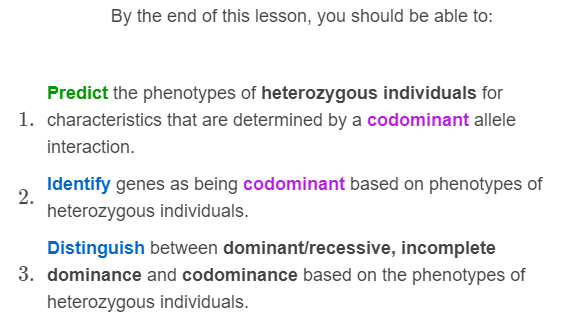 By the end of this lesson, you should be able to:
Predict the phenotypes of heterozygous individuals for
1. characteristics that are determined by a codominant allele
interaction.
Identify genes as being codominant based on phenotypes of
2.
heterozygous individuals.
Distinguish between dominant/recessive, incomplete
3. dominance and codominance based on the phenotypes of
heterozygous individuals.